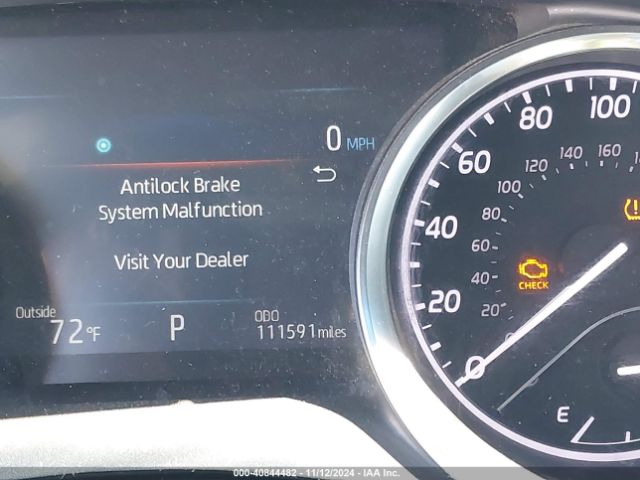 0 MPH
Antilock Brake
System Malfunction
Visit Your Dealer
Outside
72°F
P
ODO
111591 miles
0
20
40
60
80
100
20
40
60
80
100
120
140
160
CHECK
E
000-40844482 - 11/12/2024 - IAA Inc.